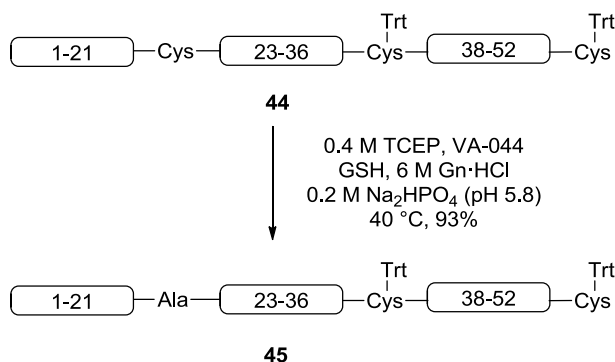 Trt Trt
1-21 Cys 23-36 Cys 38-52 Cys
44
0.4 M TCEP, VA-044
GSH, 6 M Gn·HCl
0.2 M Na₂HPO₄ (pH 5.8)
40 °C, 93%
Trt Trt
1-21 Ala 23-36 Cys 38-52 Cys
45